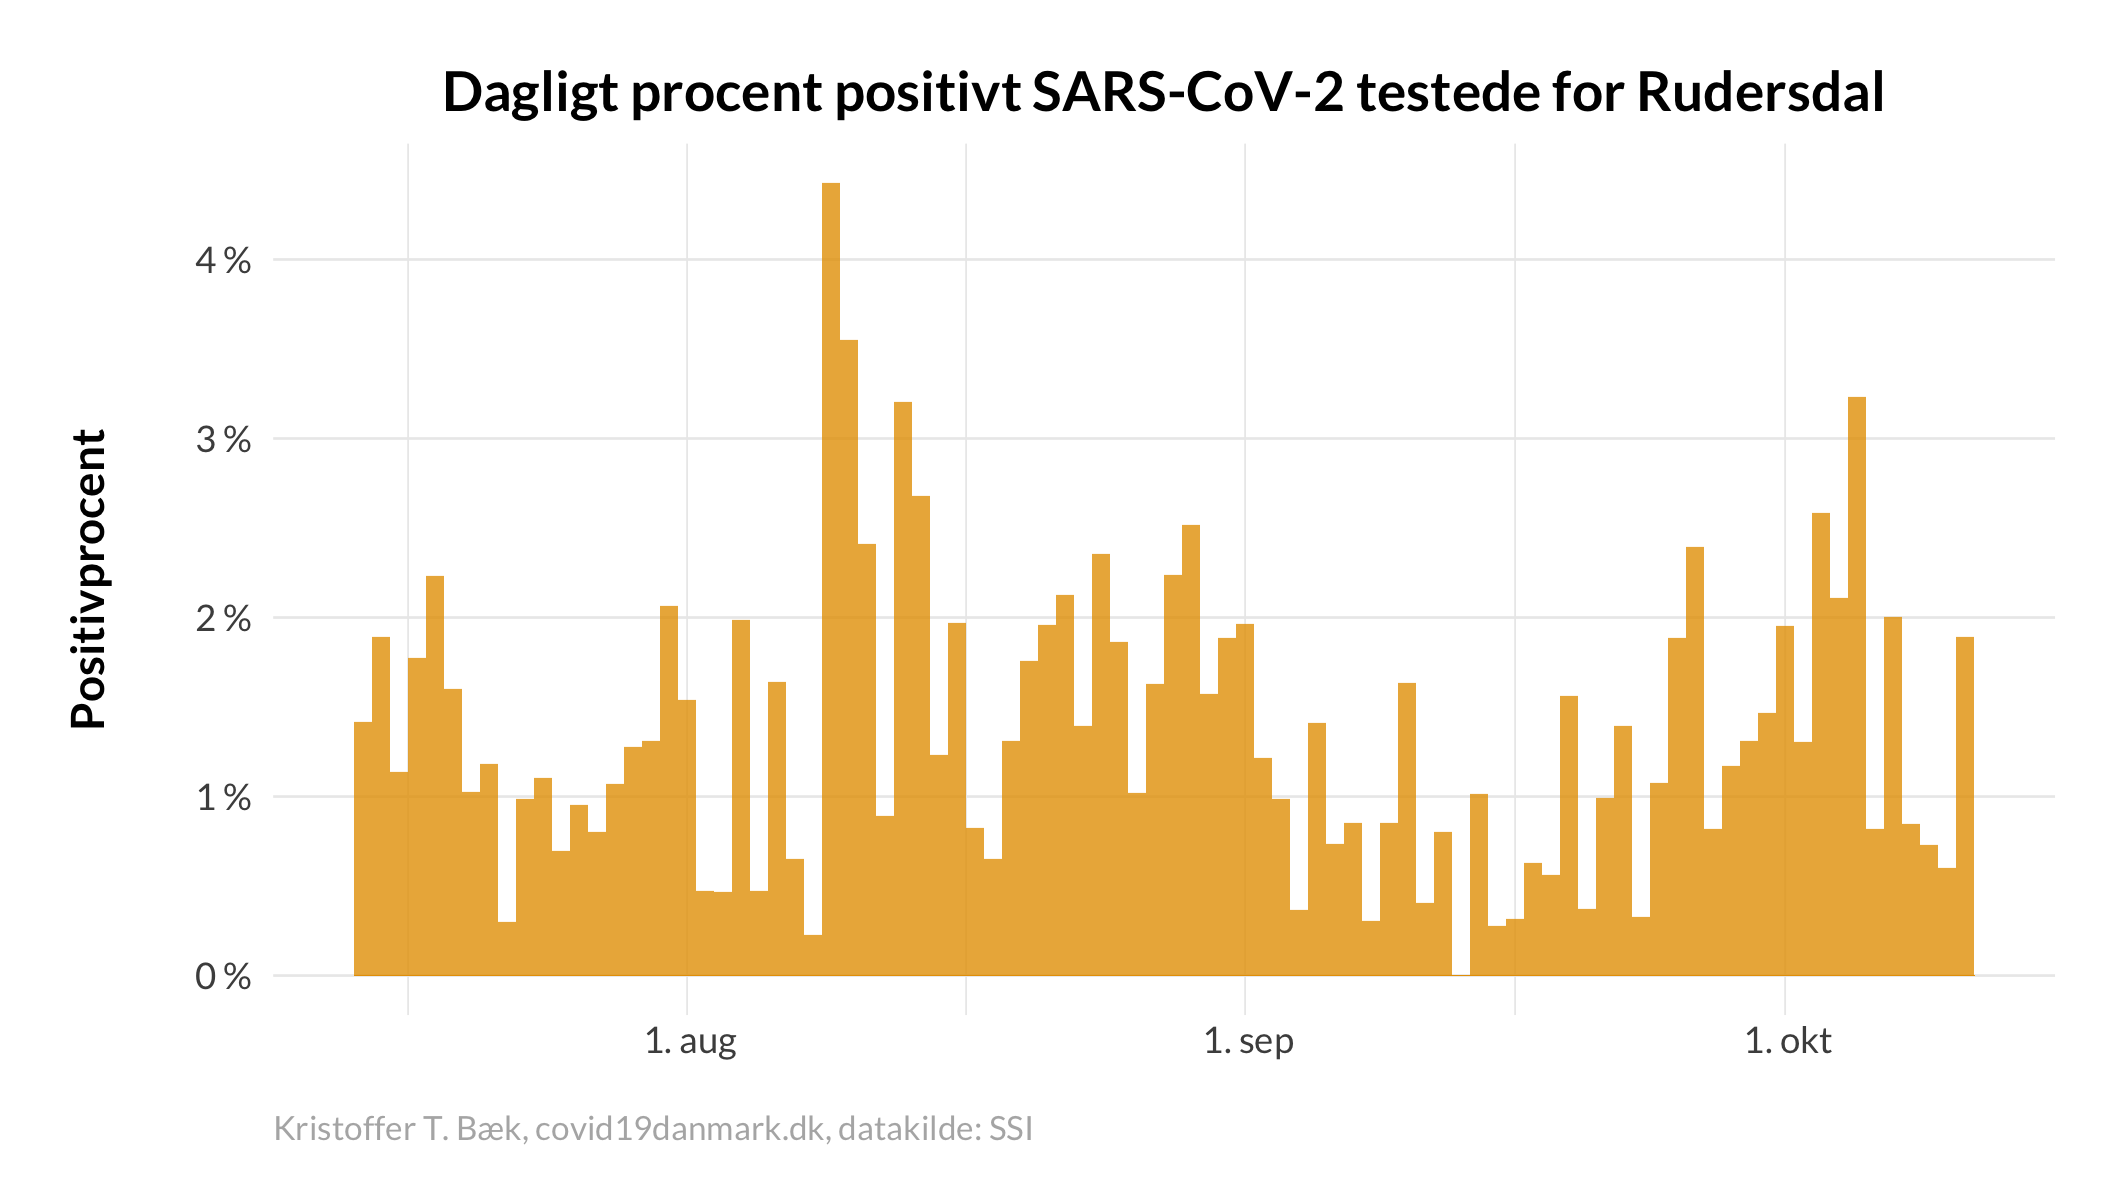 Dagligt procent positivt SARS-CoV-2 testede for Rudersdal
Positivprocent
4 %
3 %
2 %
1 %
0 %
1. aug
1. sep
1. okt
Kristoffer T. Bæk, covid19danmark.dk, datakilde: SSI